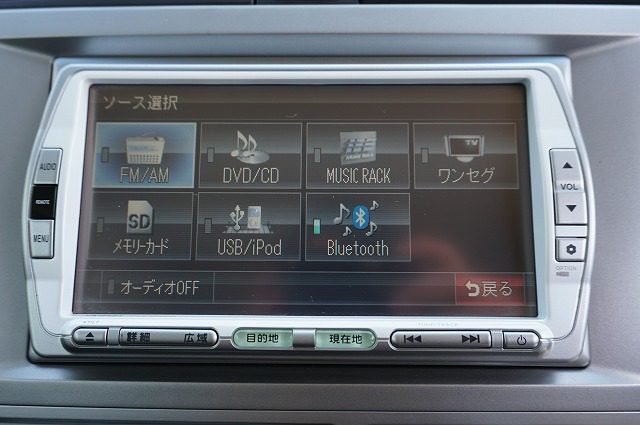 ソース選択
FM/AM
DVD/CD
MUSIC RACK
TV
ワンセグ
SD
メモリーカード
USB/iPod
Bluetooth
オーディオOFF
戻る
AUDIO
REMOTE
MENU
VOL
OPTION
詳細 広域
目的地
現在地